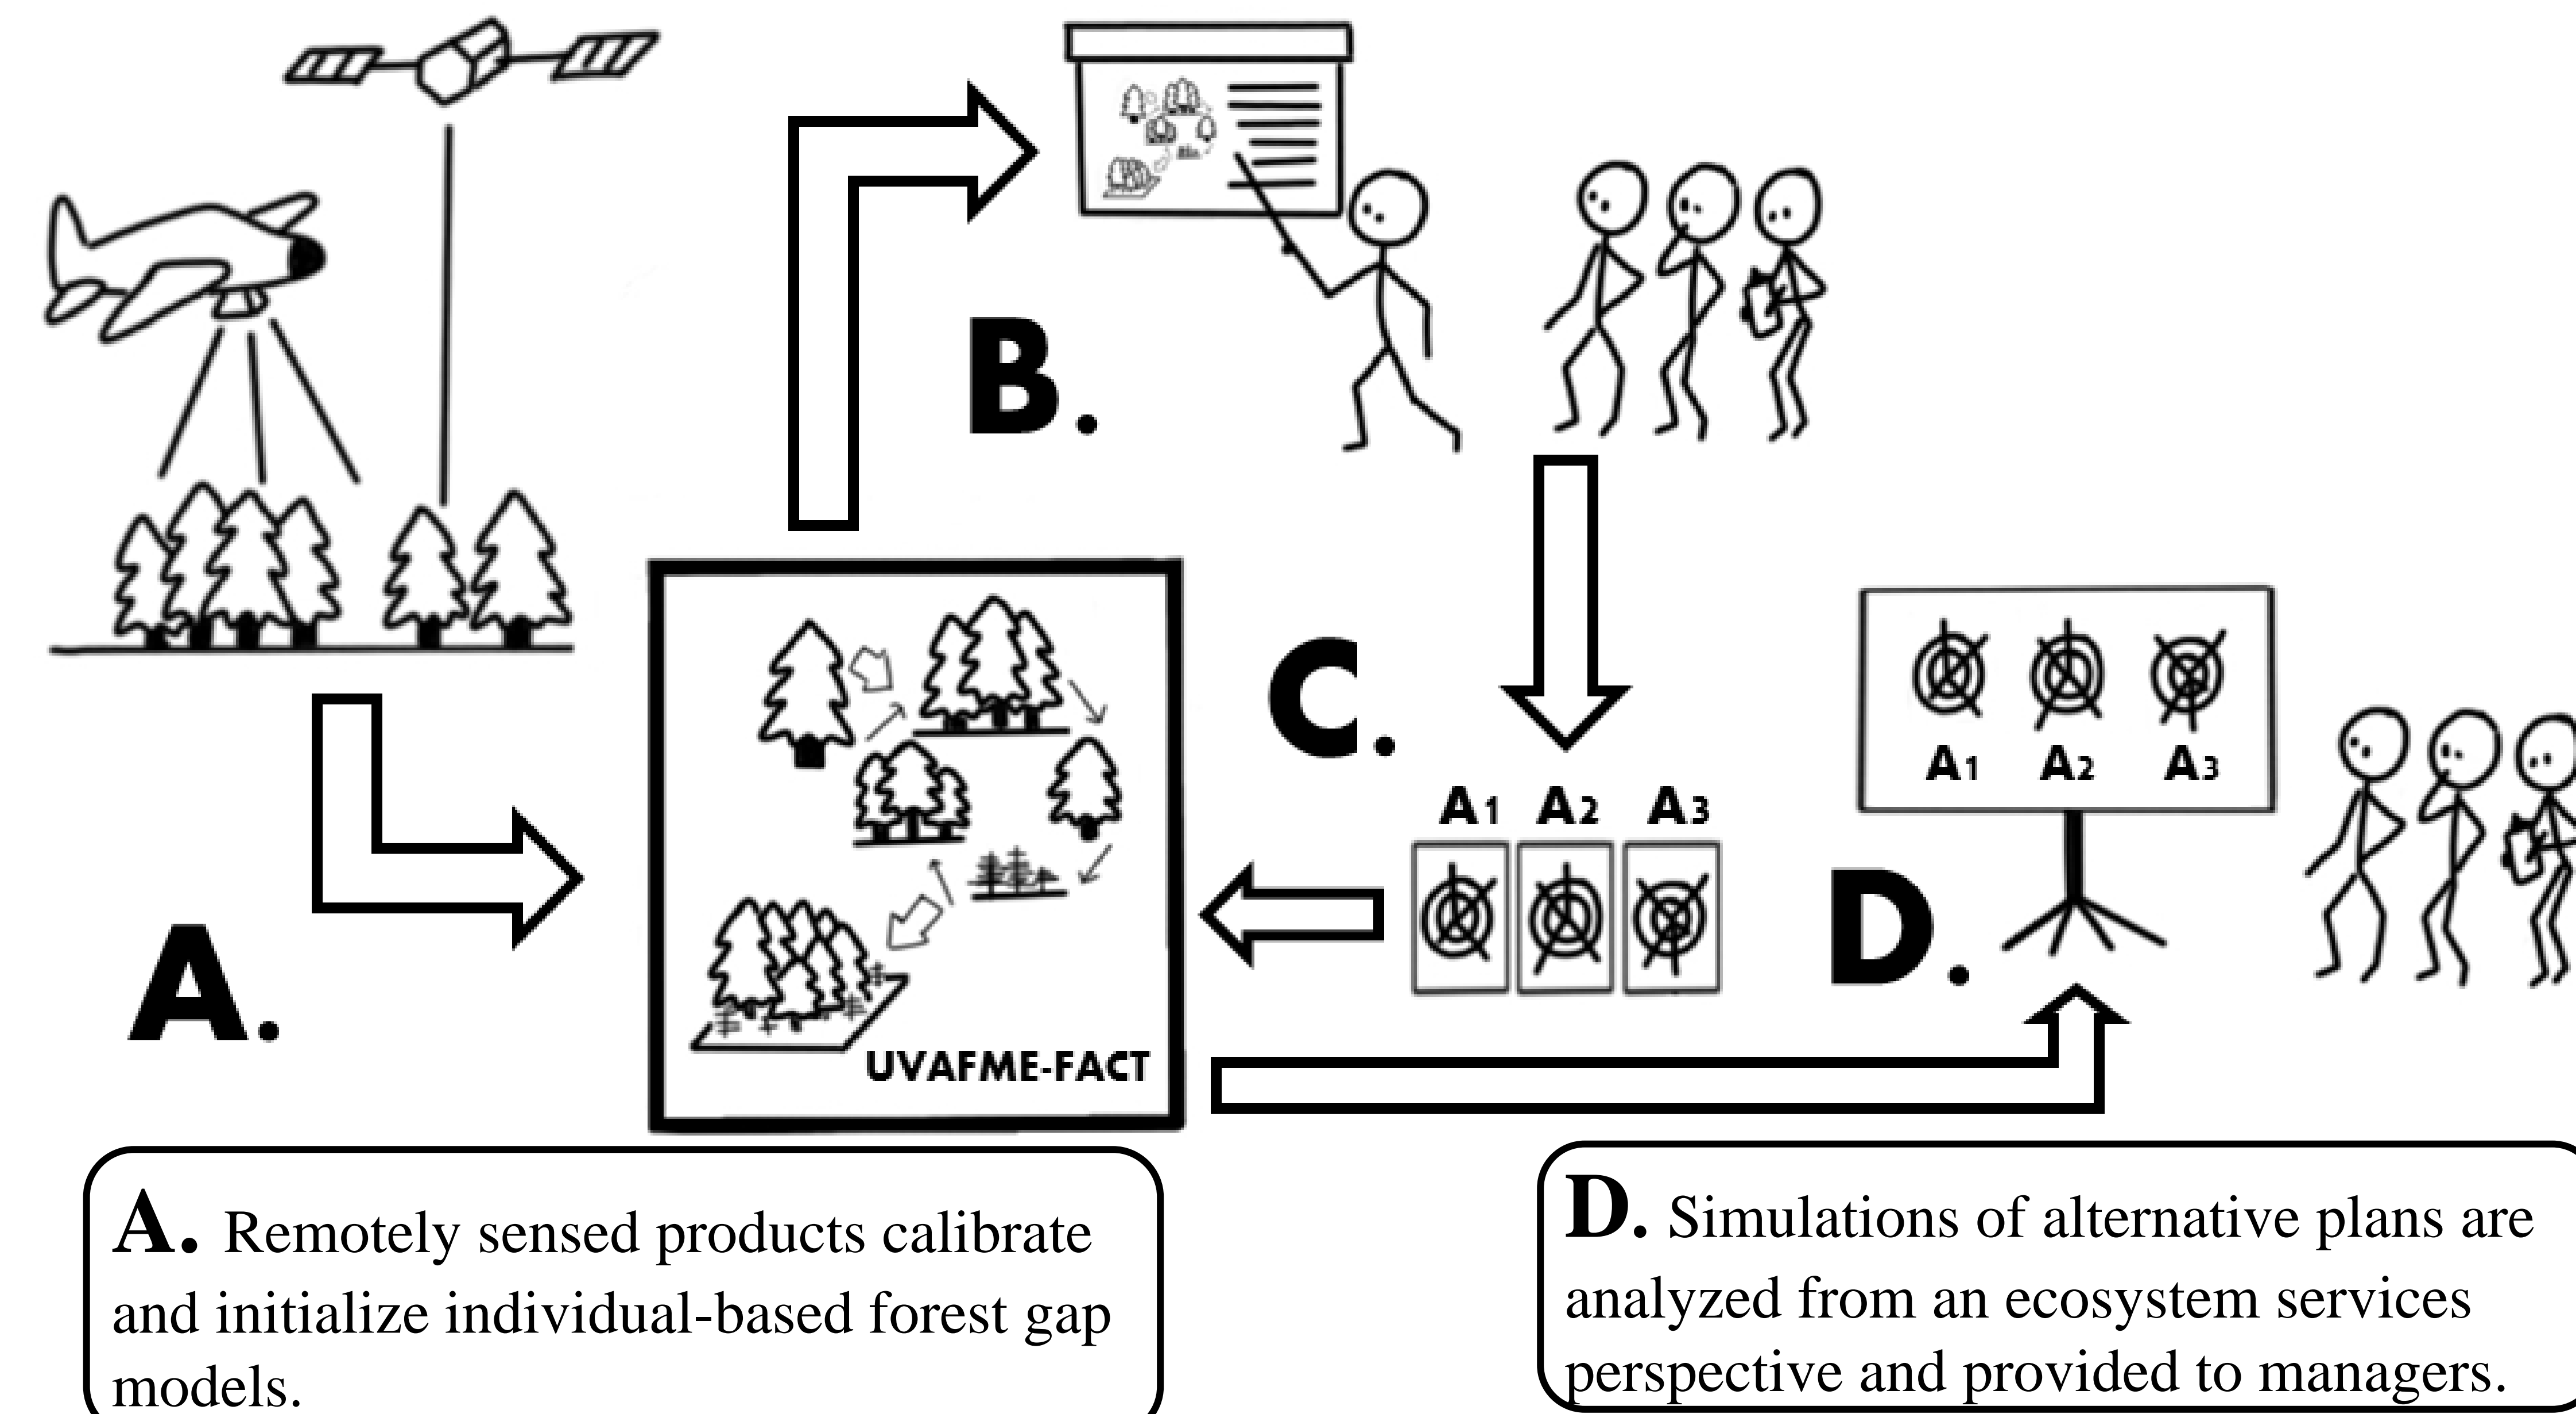 B.
C.
A1 A2 A3
A1 A2 A3
D.
A.
UVAFME-FACT
A. Remotely sensed products calibrate
and initialize individual-based forest gap
models.
D. Simulations of alternative plans are
analyzed from an ecosystem services
perspective and provided to managers.